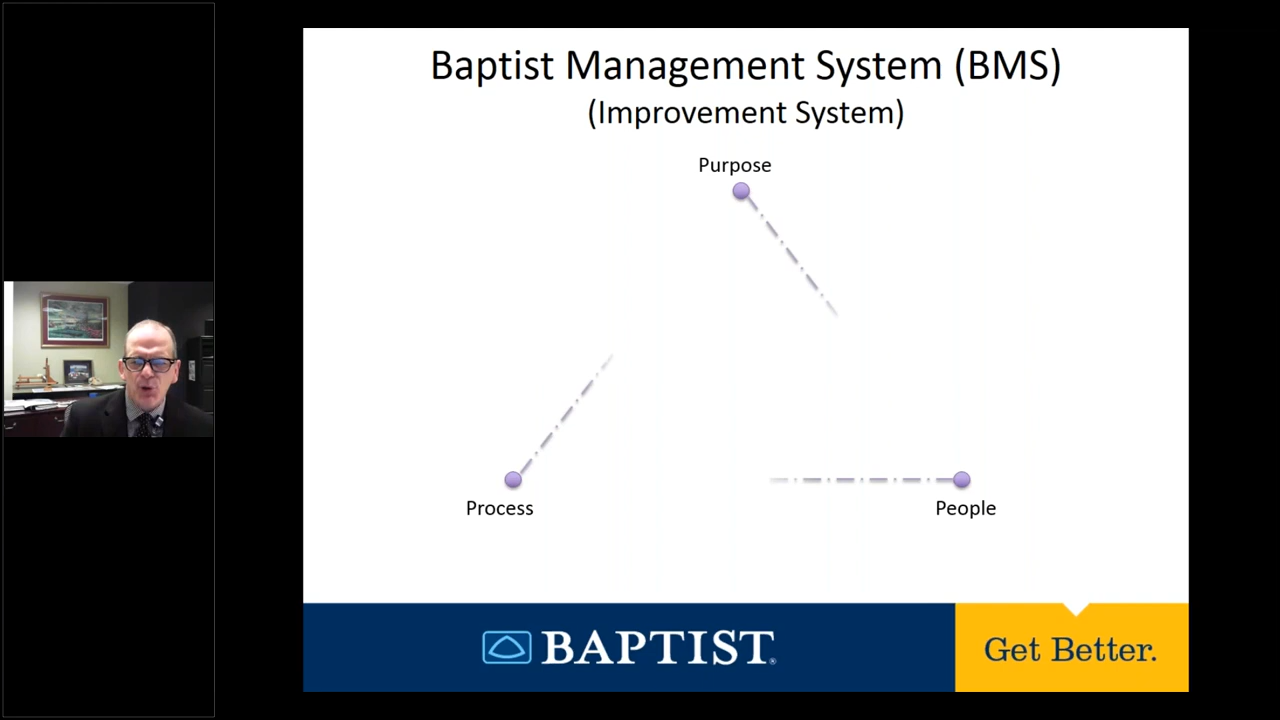 Baptist Management System (BMS)
(Improvement System)
Purpose
Process
People
BAPTIST®
Get Better.